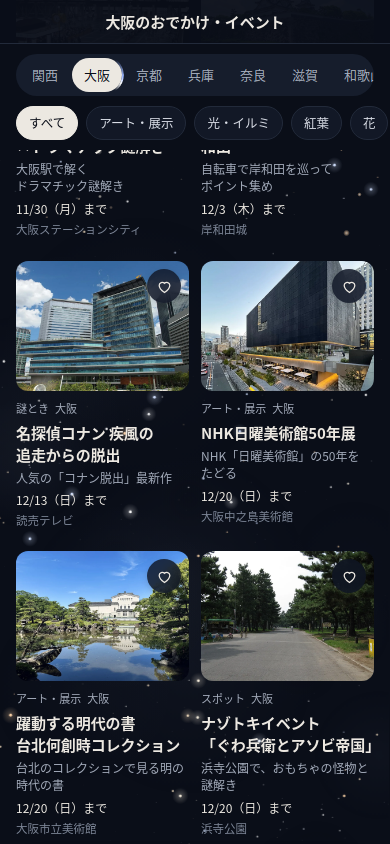 大阪のおでかけ・イベント
関西
大阪
京都
兵庫
奈良
滋賀
和歌
すべて
アート・展示
光・イルミ
紅葉
花
大阪駅で解く
ドラマチック謎解き
11/30（月）まで
大阪ステーションシティ
和田
自転車で岸和田を巡って
ポイント集め
12/3（木）まで
岸和田城
謎とき 大阪
名探偵コナン 疾風の
追走からの脱出
人気の「コナン脱出」最新作
12/13（日）まで
読売テレビ
アート・展示 大阪
NHK日曜美術館50年展
NHK「日曜美術館」の50年を
たどる
12/20（日）まで
大阪中之島美術館
アート・展示 大阪
躍動する明代の書
台北何創時コレクション
台北のコレクションで見る明の
時代の書
12/20（日）まで
大阪市立美術館
スポット 大阪
ナゾトキイベント
「ぐわ兵衛とアソビ帝国」
浜寺公園で、おもちゃの怪物と
謎解き
12/20（日）まで
浜寺公園